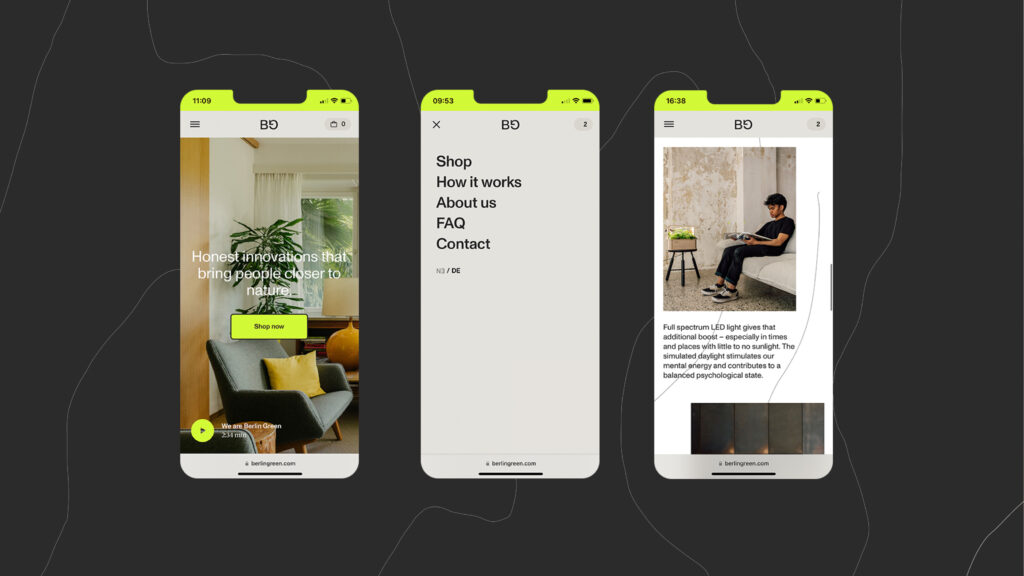 11:09
BG
0
Honest innovations that
bring people closer to
nature.
Shop now
We are Berlin Green
2:34 min
berlingreen.com
09:53
BG
2
Shop
How it works
About us
FAQ
Contact
NƎ / DE
berlingreen.com
16:38
BG
2
Full spectrum LED light gives that
additional boost – especially in times
and places with little to no sunlight. The
simulated daylight stimulates our
mental energy and contributes to a
balanced psychological state.
berlingreen.com